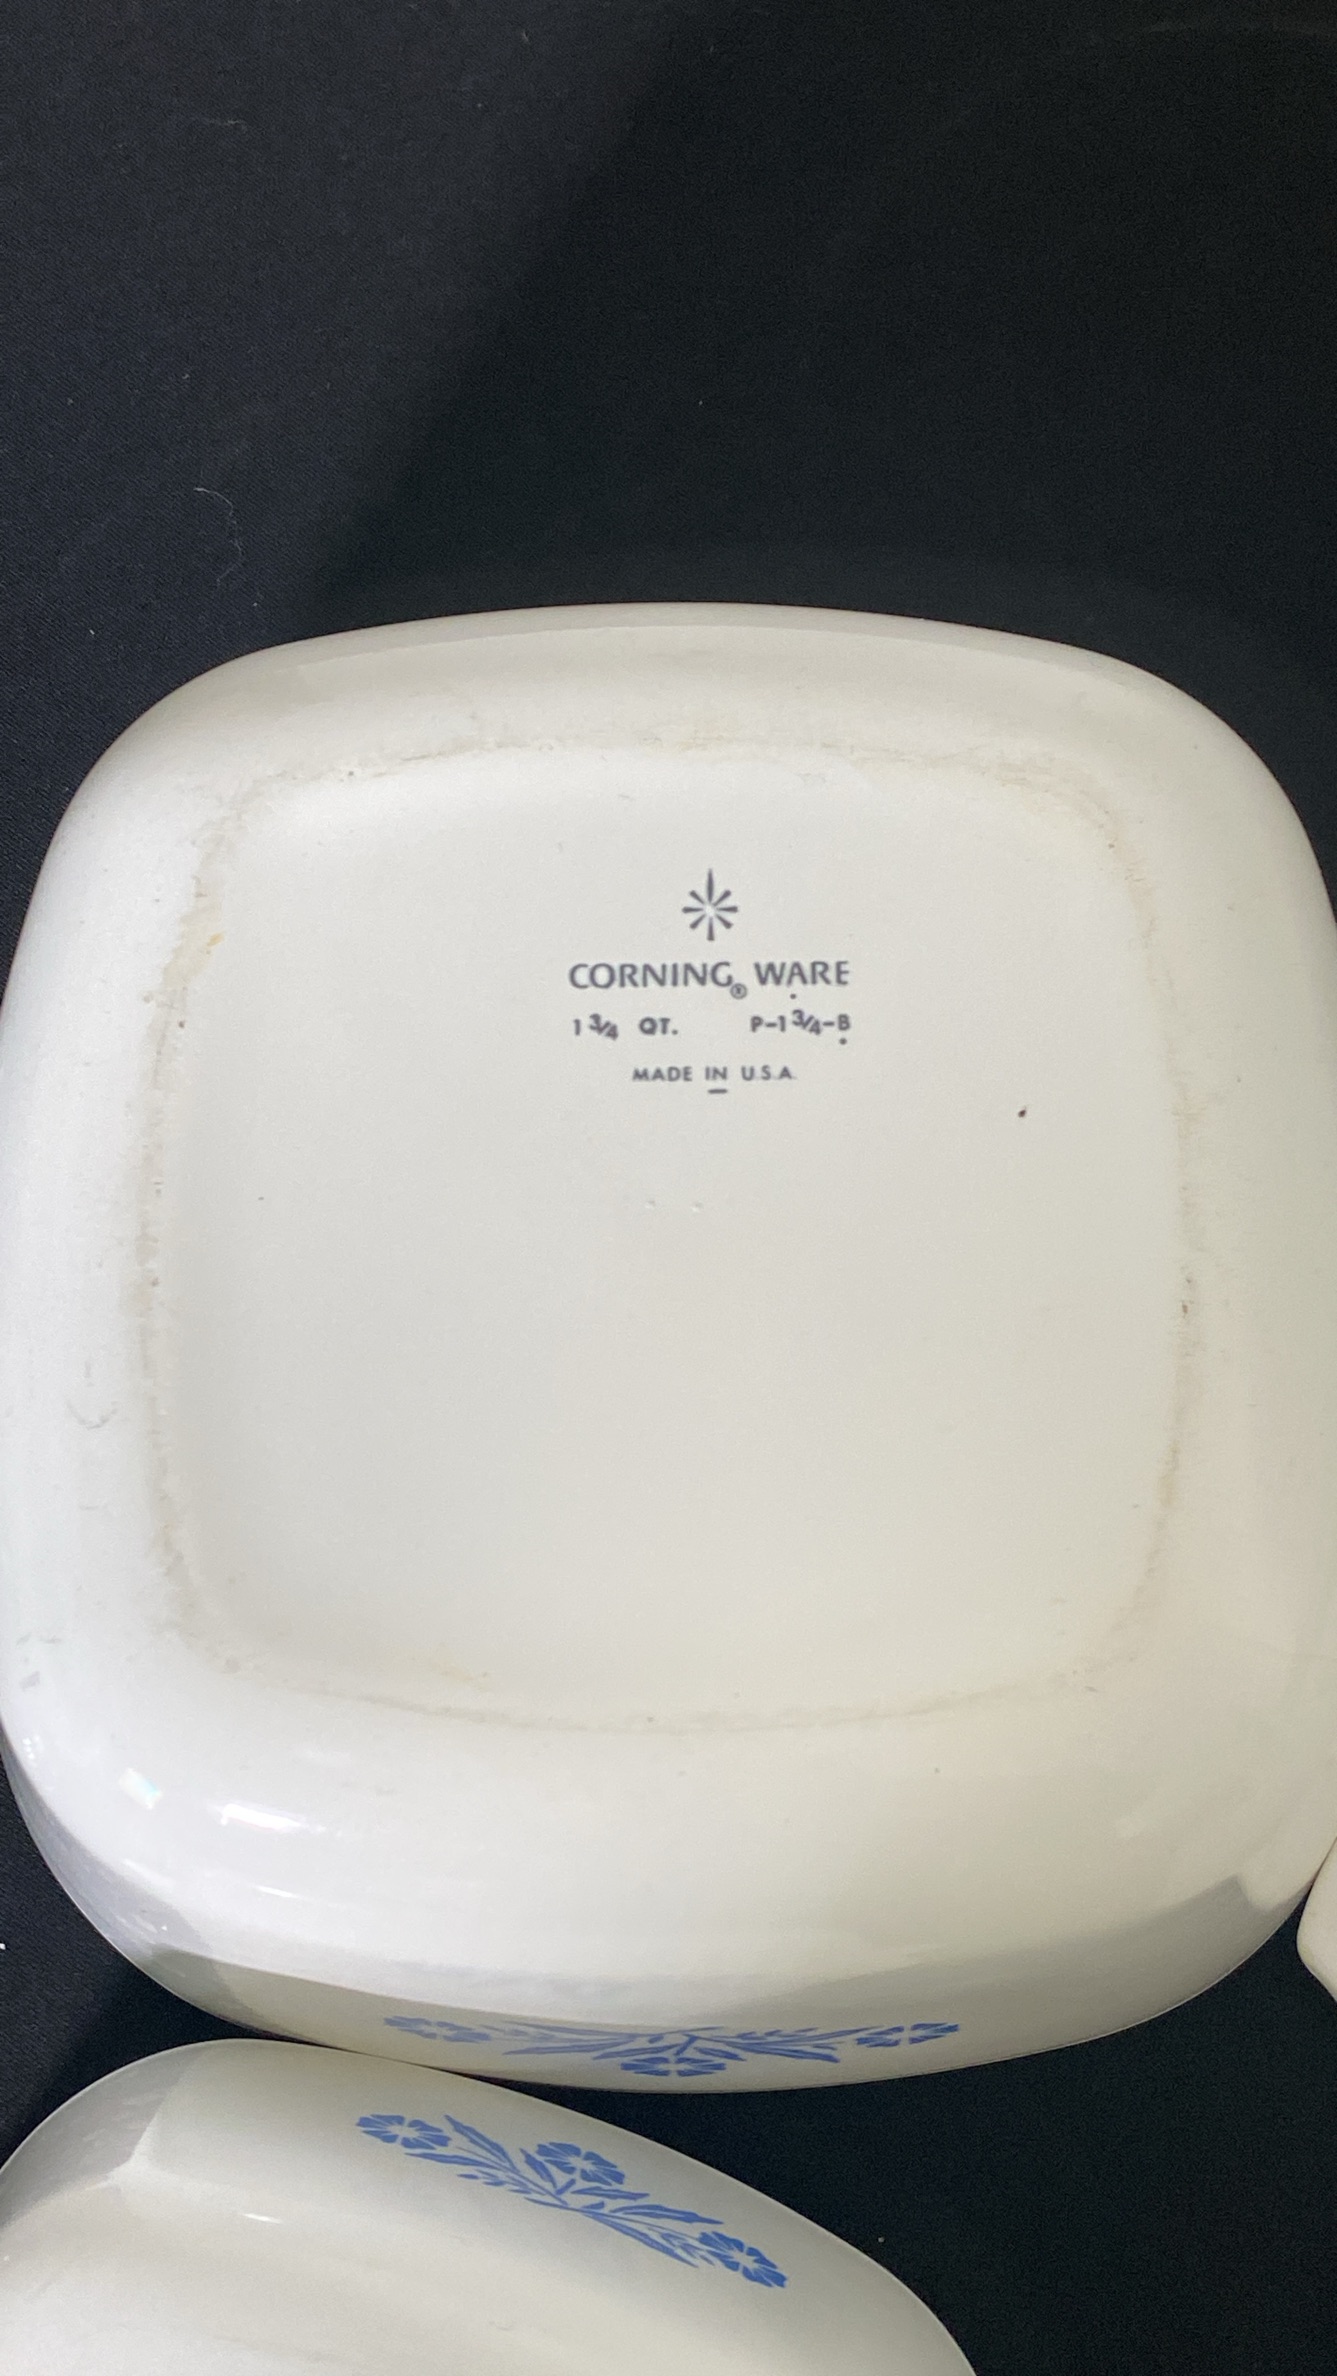 CORNING® WARE
1 3/4 QT. P-1 3/4-B
MADE IN U.S.A.